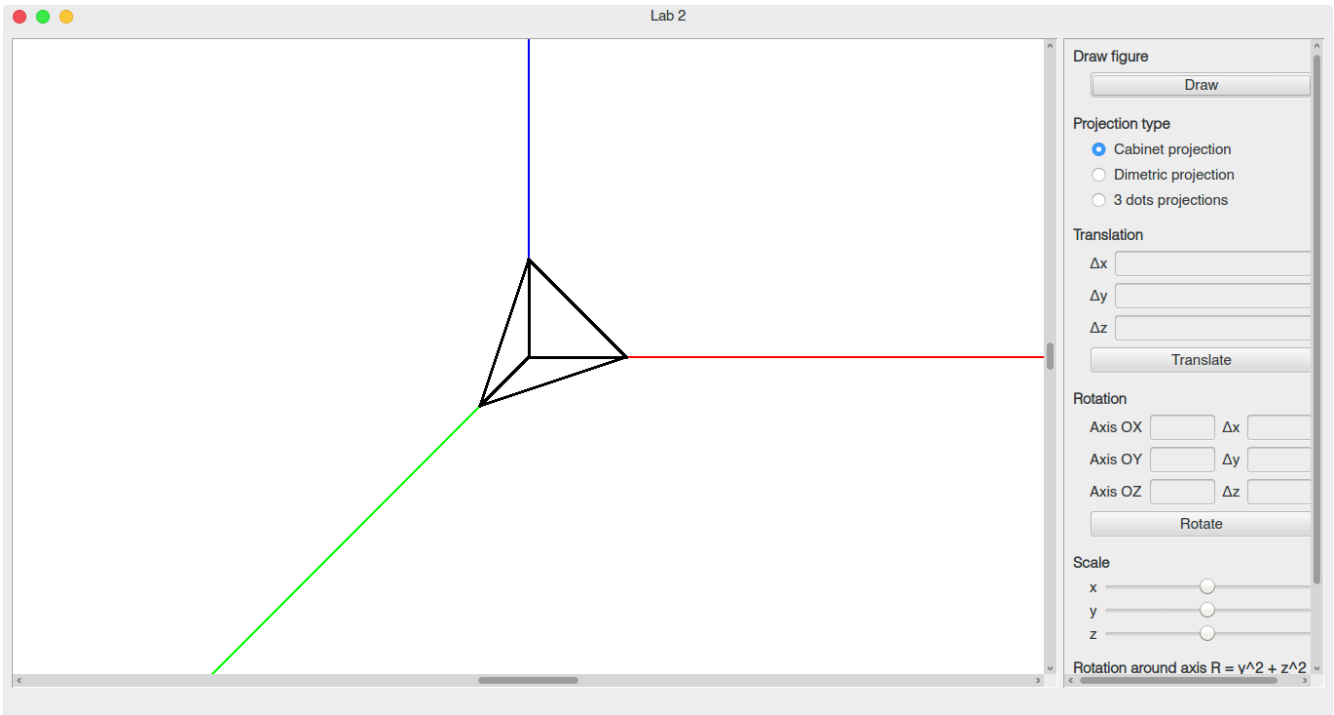 Lab 2
Draw figure
Draw
Projection type
Cabinet projection
Dimetric projection
3 dots projections
Translation
Δx
Δy
Δz
Translate
Rotation
Axis OX Δx
Axis OY Δy
Axis OZ Δz
Rotate
Scale
x
y
z
Rotation around axis R = y^2 + z^2